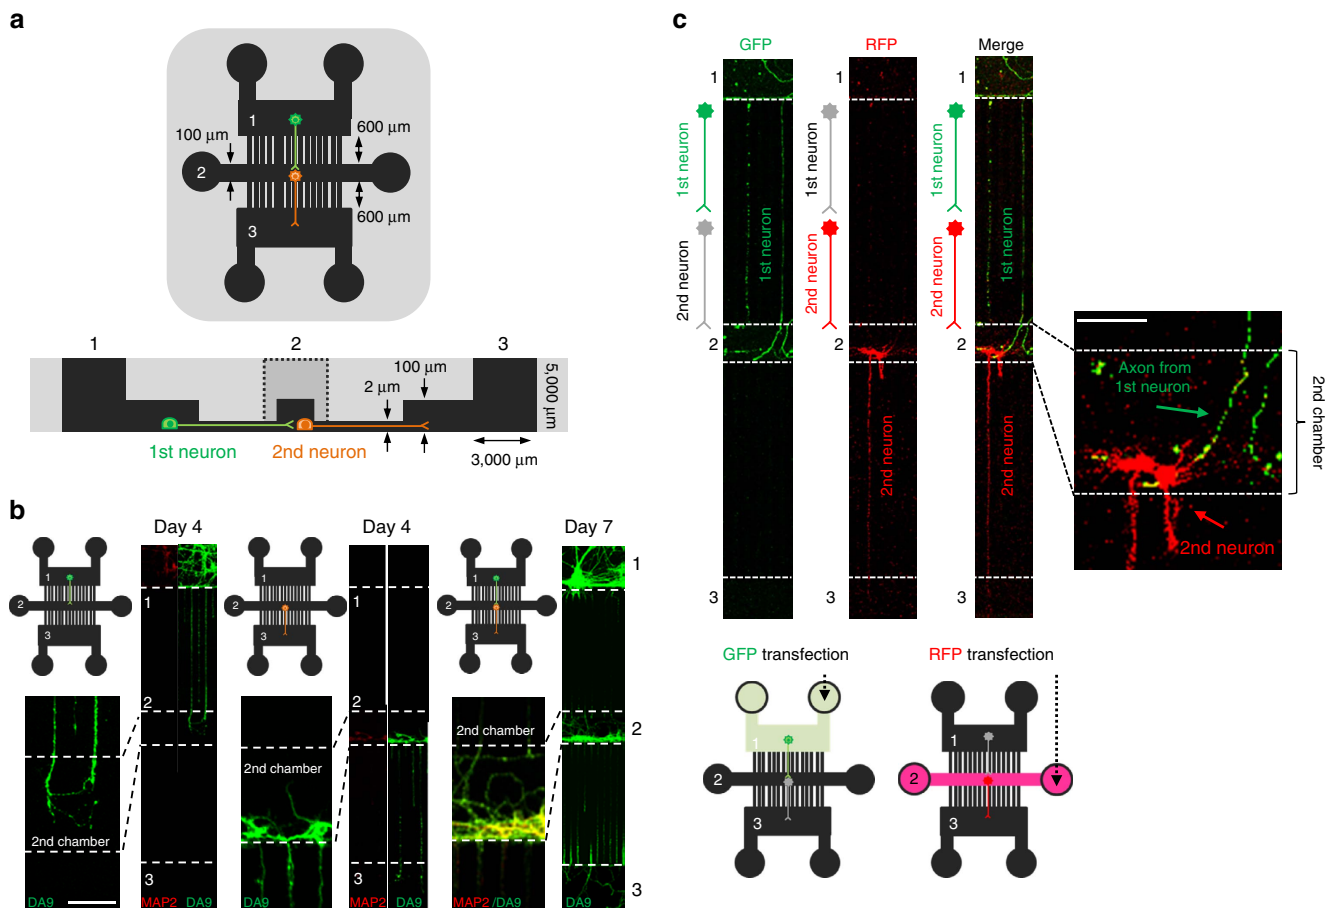 a
1
100 µm
600 µm
2
600 µm
3
1
2
3
2 µm
100 µm
5,000 µm
1st neuron
2nd neuron
3,000 µm
b
Day 4
Day 4
Day 7
1
2
3
1
2
3
1
2
3
1
2
3
1
2
3
1
2
3
2nd chamber
2nd chamber
2nd chamber
DA9
MAP2
DA9
DA9
MAP2
DA9
MAP2 /DA9
DA9
c
GFP
RFP
Merge
1
1
1
1st neuron
1st neuron
1st neuron
1st neuron
1st neuron
2nd neuron
2nd neuron
2nd neuron
2
2
2
2nd neuron
2nd neuron
3
3
3
Axon from
1st neuron
2nd neuron
2nd chamber
GFP transfection
RFP transfection
1
2
3
1
2
3